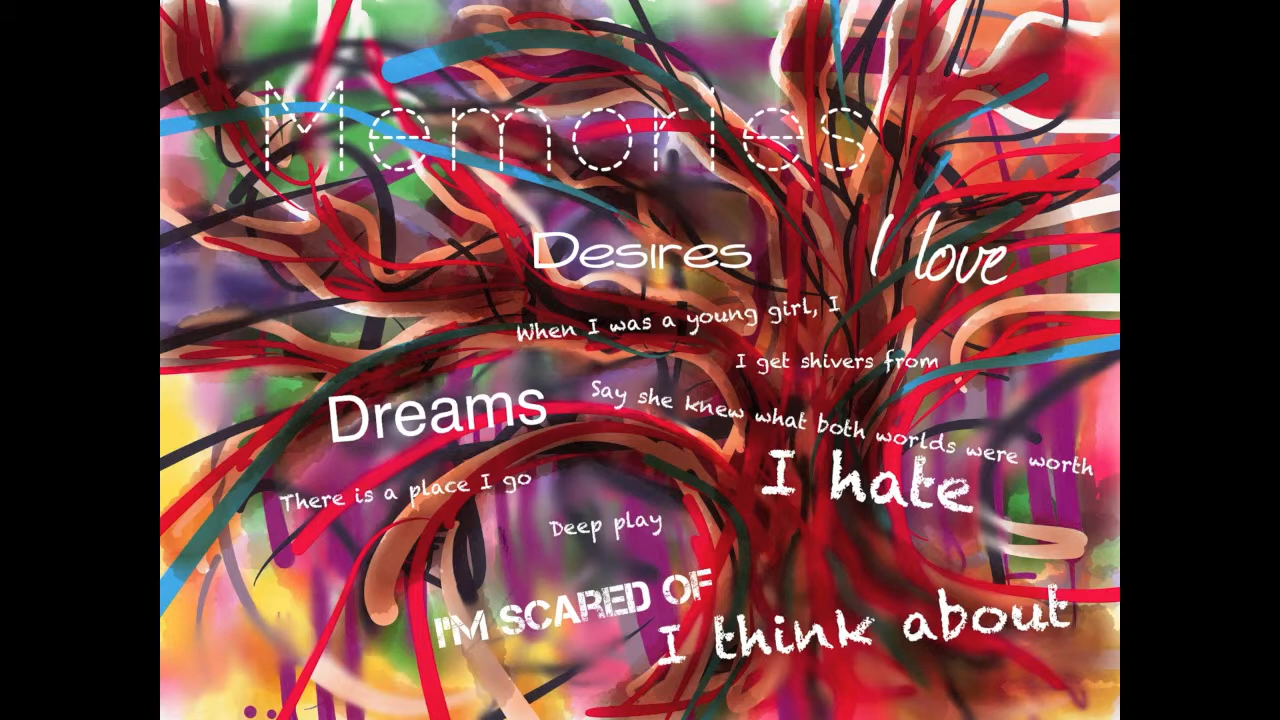 Memories
Desires
I love
When I was a young girl, I
I get shivers from
Dreams
Say she knew what both worlds were worth
I hate
There is a place I go
Deep play
I'M SCARED OF
I think about